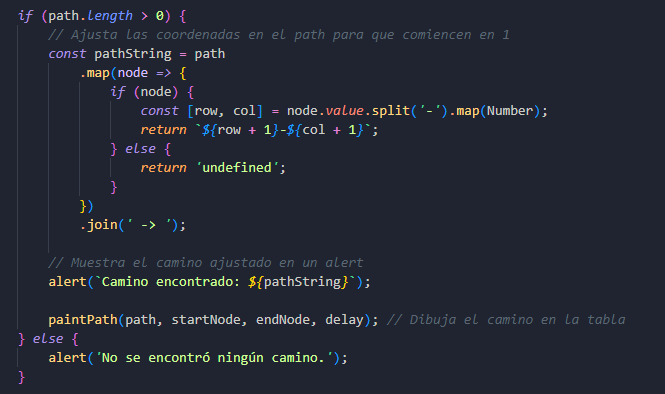 if (path.length > 0) {
    // Ajusta las coordenadas en el path para que comiencen en 1
    const pathString = path
        .map(node => {
            if (node) {
                const [row, col] = node.value.split('-').map(Number);
                return `${row + 1}-${col + 1}`;
            } else {
                return 'undefined';
            }
        })
        .join(' -> ');

    // Muestra el camino ajustado en un alert
    alert(`Camino encontrado: ${pathString}`);

    paintPath(path, startNode, endNode, delay); // Dibuja el camino en la tabla
} else {
    alert('No se encontró ningún camino.');
}